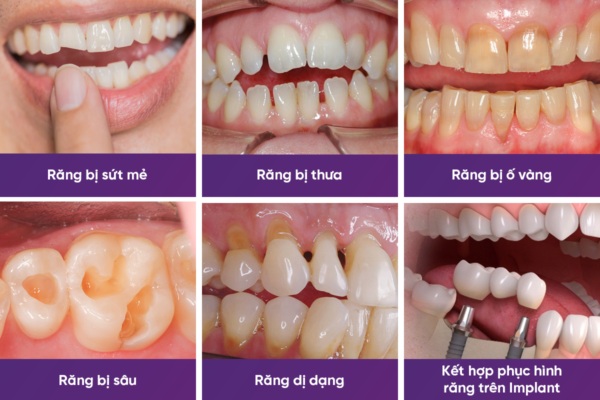 Răng bị sứt mẻ
Răng bị thưa
Răng bị ố vàng
Răng bị sâu
Răng dị dạng
Kết hợp phục hình
răng trên Implant